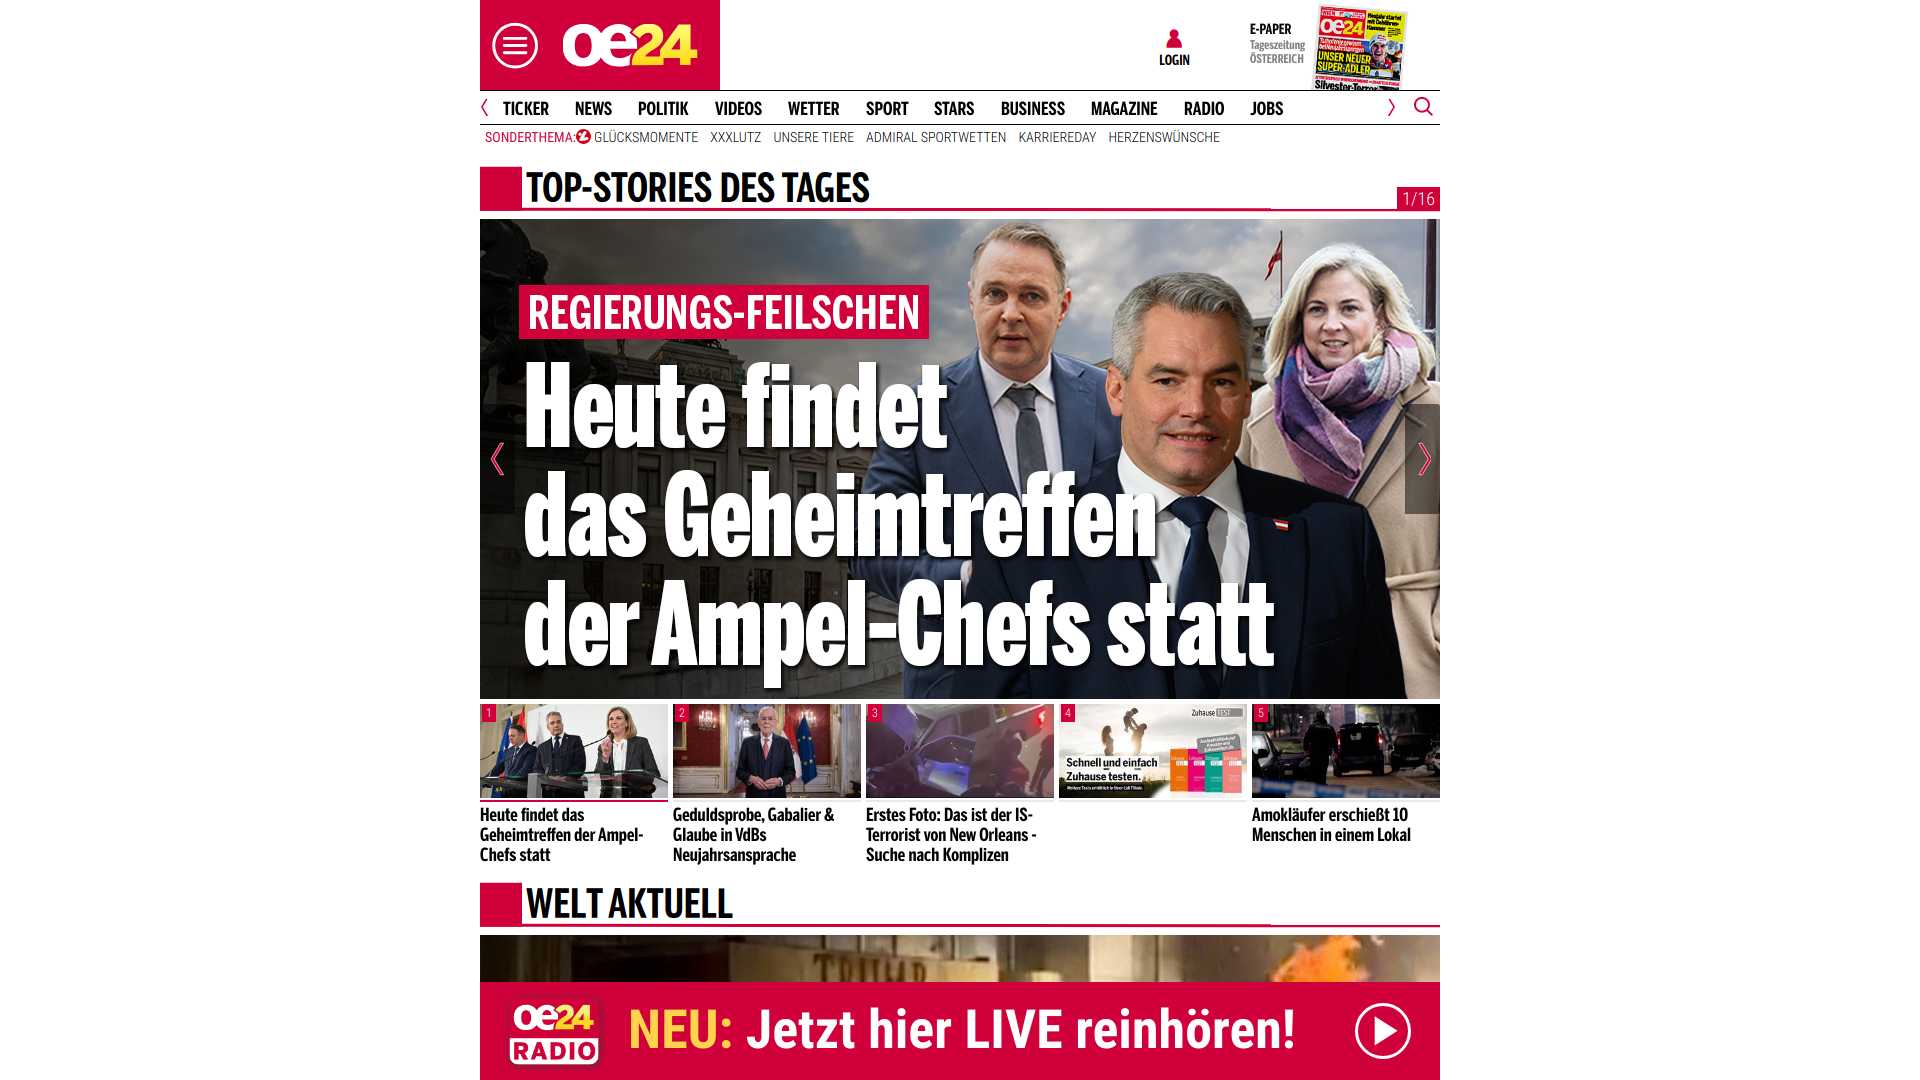 oe24
LOGIN
E-PAPER
Tageszeitung
ÖSTERREICH
oe24
UNSER NEUER
SUPER-ADLER
TICKER NEWS POLITIK VIDEOS WETTER SPORT STARS BUSINESS MAGAZINE RADIO JOBS
SONDERTHEMA: GLÜCKSMOMENTE XXXLUTZ UNSERE TIERE ADMIRAL SPORTWETTEN KARRIEREDAY HERZENSWÜNSCHE
TOP-STORIES DES TAGES
1/16
REGIERUNGS-FEILSCHEN
Heute findet
das Geheimtreffen
der Ampel-Chefs statt
1
Heute findet das
Geheimtreffen der Ampel-
Chefs statt
2
Geduldsprobe, Gabalier &
Glaube in VdBs
Neujahrsansprache
3
Erstes Foto: Das ist der IS-
Terrorist von New Orleans -
Suche nach Komplizen
4
Zuhause TEST
Schnell und einfach
Zuhause testen.
5
Amokläufer erschießt 10
Menschen in einem Lokal
WELT AKTUELL
TRUMP
oe24
RADIO
NEU: Jetzt hier LIVE reinhören!